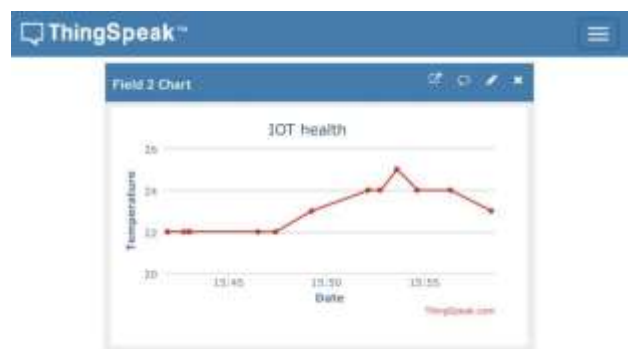 ThingSpeak™
Field 2 Chart
IOT health
26
24
22
20
Temperature
15:45 15:50 15:55
Date
ThingSpeak.com